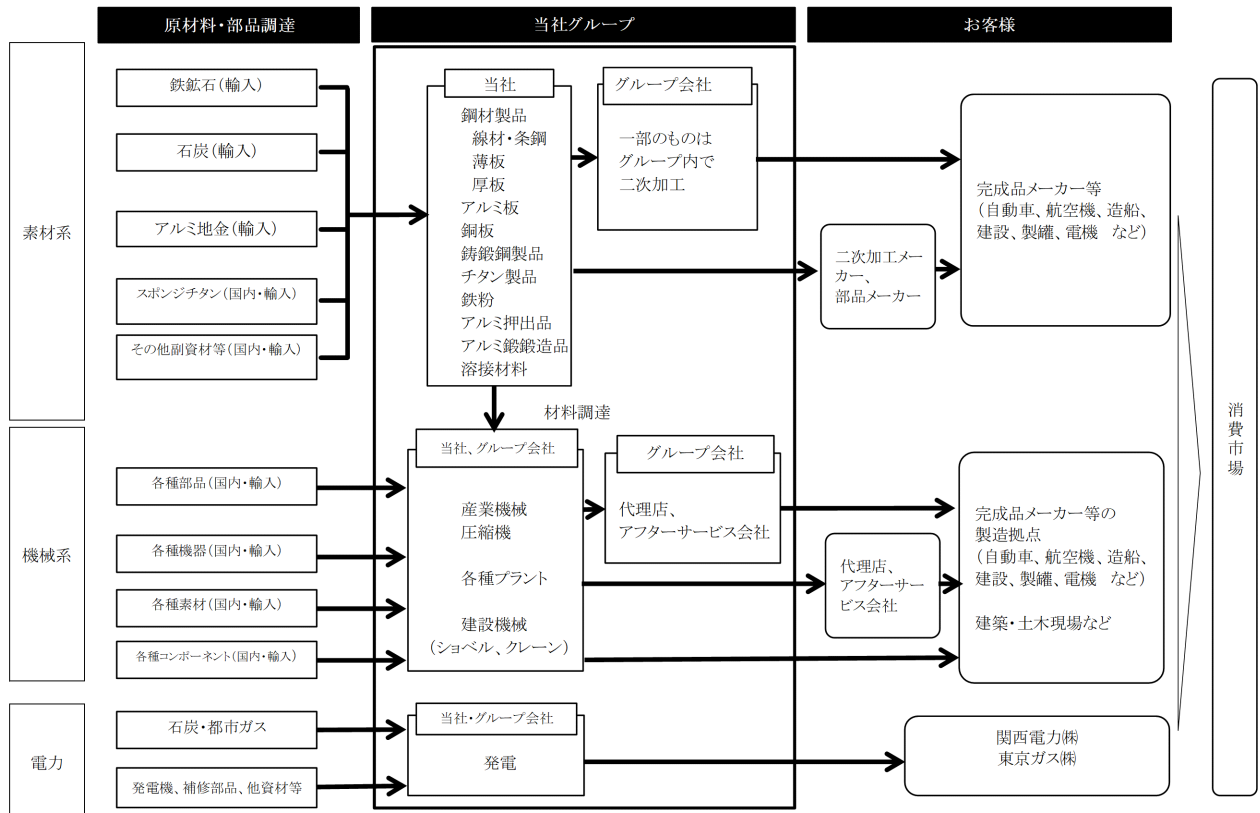 原材料・部品調達
当社グループ
お客様
素材系
鉄鉱石(輸入)
石炭(輸入)
アルミ地金(輸入)
スポンジチタン(国内・輸入)
その他副資材等(国内・輸入)
当社
鋼材製品
線材・条鋼
薄板
厚板
アルミ板
銅板
鋳鍛鋼製品
チタン製品
鉄粉
アルミ押出品
アルミ鍛鍛造品
溶接材料
グループ会社
一部のものは
グループ内で
二次加工
二次加工メー
カー、
部品メーカー
完成品メーカー等
(自動車、航空機、造船、
建設、製罐、電機 など)
材料調達
機械系
各種部品(国内・輸入)
各種機器(国内・輸入)
各種素材(国内・輸入)
各種コンポーネント(国内・輸入)
当社、グループ会社
産業機械
圧縮機
各種プラント
建設機械
(ショベル、クレーン)
グループ会社
代理店、
アフターサービス会社
代理店、
アフターサー
ビス会社
完成品メーカー等の
製造拠点
(自動車、航空機、造船、
建設、製罐、電機 など)
建築・土木現場など
電力
石炭・都市ガス
発電機、補修部品、他資材等
当社・グループ会社
発電
関西電力㈱
東京ガス㈱
消費市場